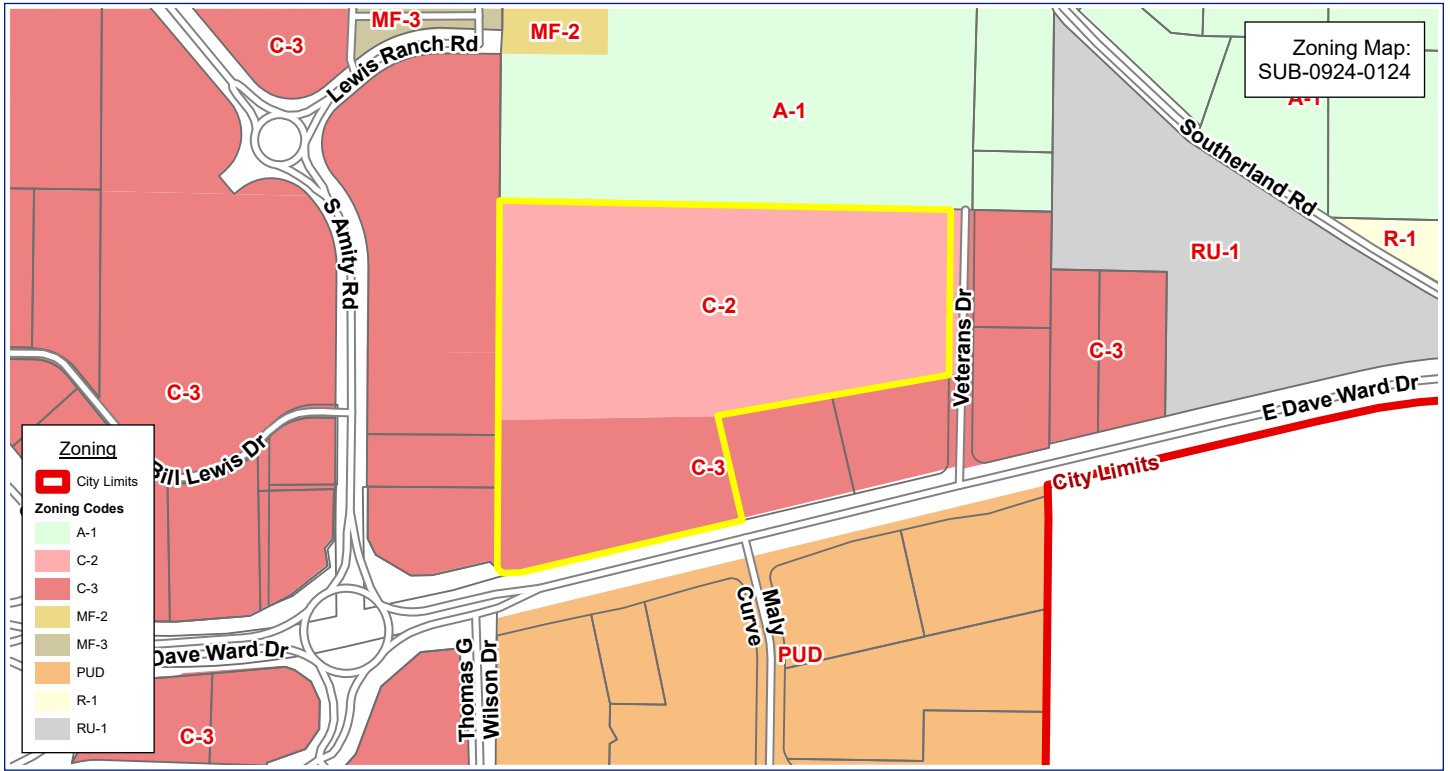 MF-3
MF-2
C-3
Lewis Ranch Rd
Zoning Map:
SUB-0924-0124
A-1
A-1
Southerland Rd
S Amity Rd
R-1
RU-1
C-2
Veterans Dr
C-3
C-3
E Dave Ward Dr
Bill Lewis Dr
C-3
City Limits
Maly
Curve
PUD
Thomas G
Wilson Dr
Dave Ward Dr
C-3
Zoning
City Limits
Zoning Codes
A-1
C-2
C-3
MF-2
MF-3
PUD
R-1
RU-1